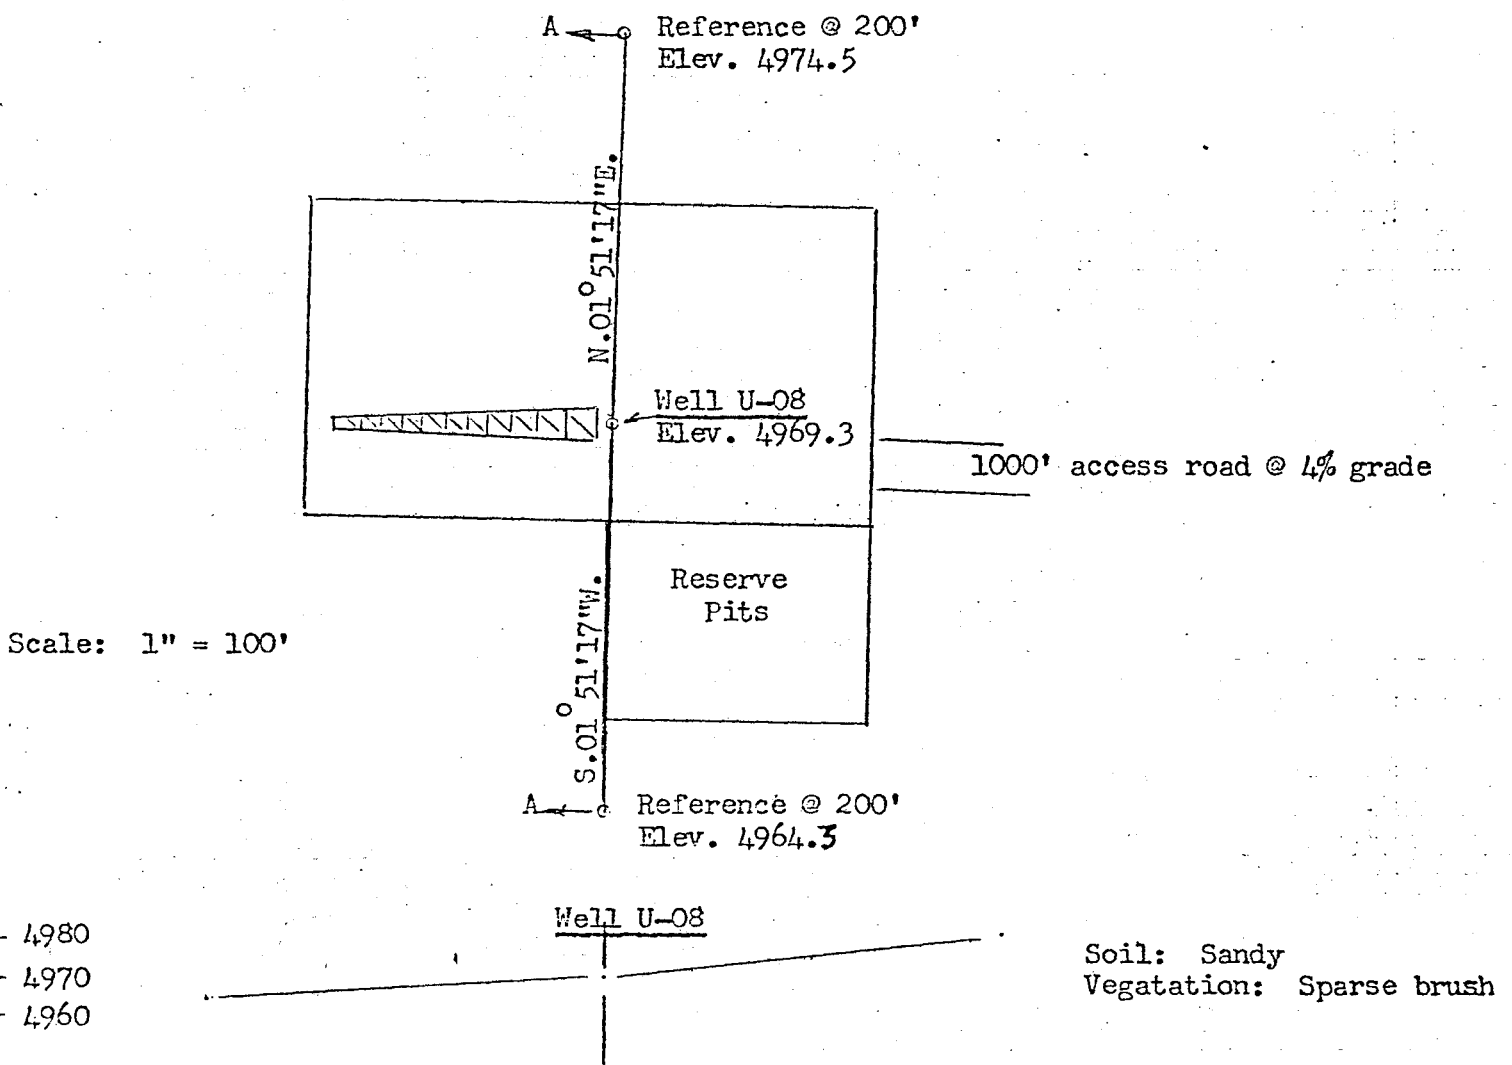 A
Reference @ 200'
Elev. 4974.5
N.01°51'17"E.
Well U-08
Elev. 4969.3
1000' access road @ 4% grade
Reserve
Pits
S.01°51'17"W.
Scale: 1" = 100'
A
Reference @ 200'
Elev. 4964.3
Well U-08
4980
4970
4960
Soil: Sandy
Vegatation: Sparse brush